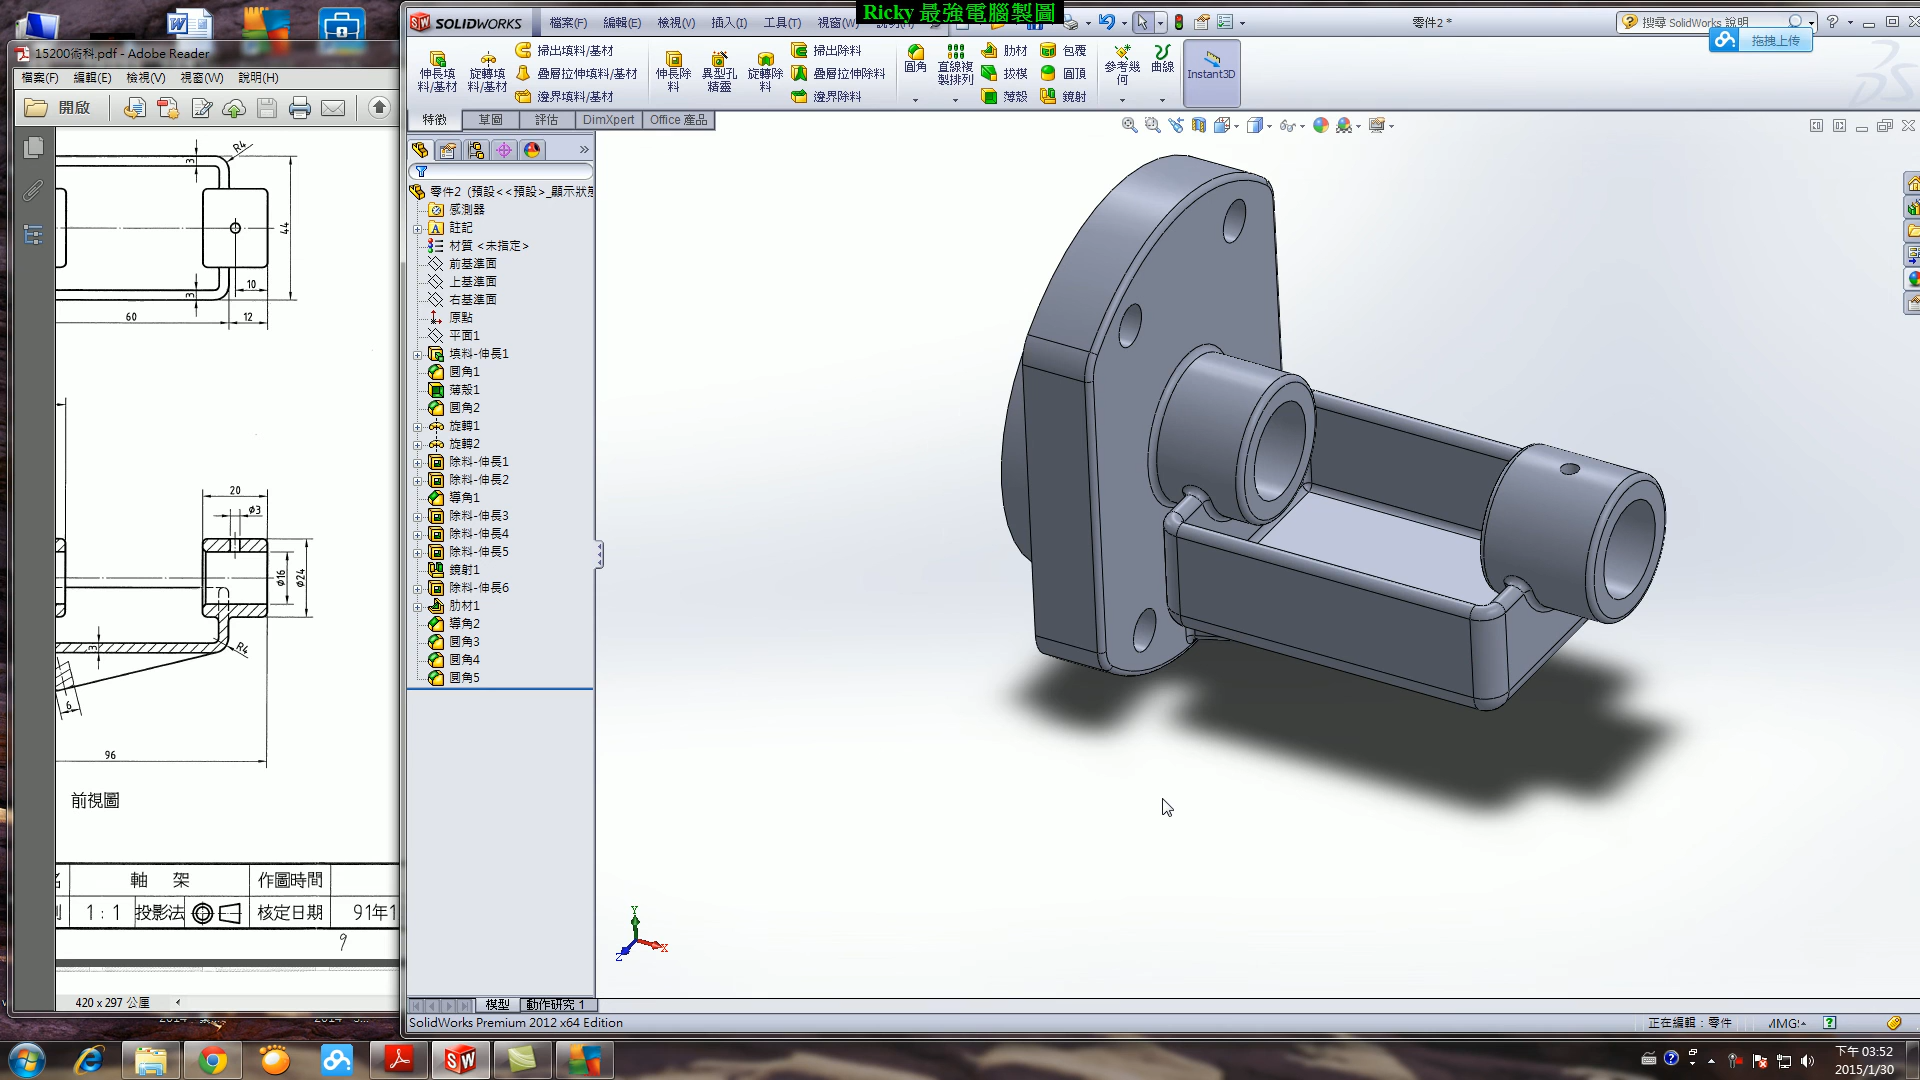 Ricky 最強電腦製圖
15200術科.pdf - Adobe Reader
檔案(F) 編輯(E) 檢視(V) 視窗(W) 說明(H)
開啟
R4
3
44
3
10
60
12
20
ø3
ø16
ø24
3
R4
6
96
前視圖
軸 架
作圖時間
1 : 1
投影法
核定日期
91年1
9
420 x 297 公厘
SOLIDWORKS
檔案(F) 編輯(E) 檢視(V) 插入(I) 工具(T)
零件2 *
搜尋 SolidWorks 說明
拖拽上传
伸長填料/基材
旋轉填料/基材
掃出填料/基材
疊層拉伸填料/基材
邊界填料/基材
伸長除料
異型孔精靈
旋轉除料
掃出除料
疊層拉伸除料
邊界除料
圓角
直線複製排列
肋材
拔模
薄殼
包覆
圓頂
鏡射
參考幾何
曲線
Instant3D
特徵 草圖 評估 DimXpert Office 產品
零件2 (預設<<預設>_顯示狀態
感測器
註記
材質 <未指定>
前基準面
上基準面
右基準面
原點
平面1
填料-伸長1
圓角1
薄殼1
圓角2
旋轉1
旋轉2
除料-伸長1
除料-伸長2
導角1
除料-伸長3
除料-伸長4
除料-伸長5
鏡射1
除料-伸長6
肋材1
導角2
圓角3
圓角4
圓角5
Y
X
Z
模型 動作研究 1
SolidWorks Premium 2012 x64 Edition
正在編輯：零件
下午 03:52
2015/1/30